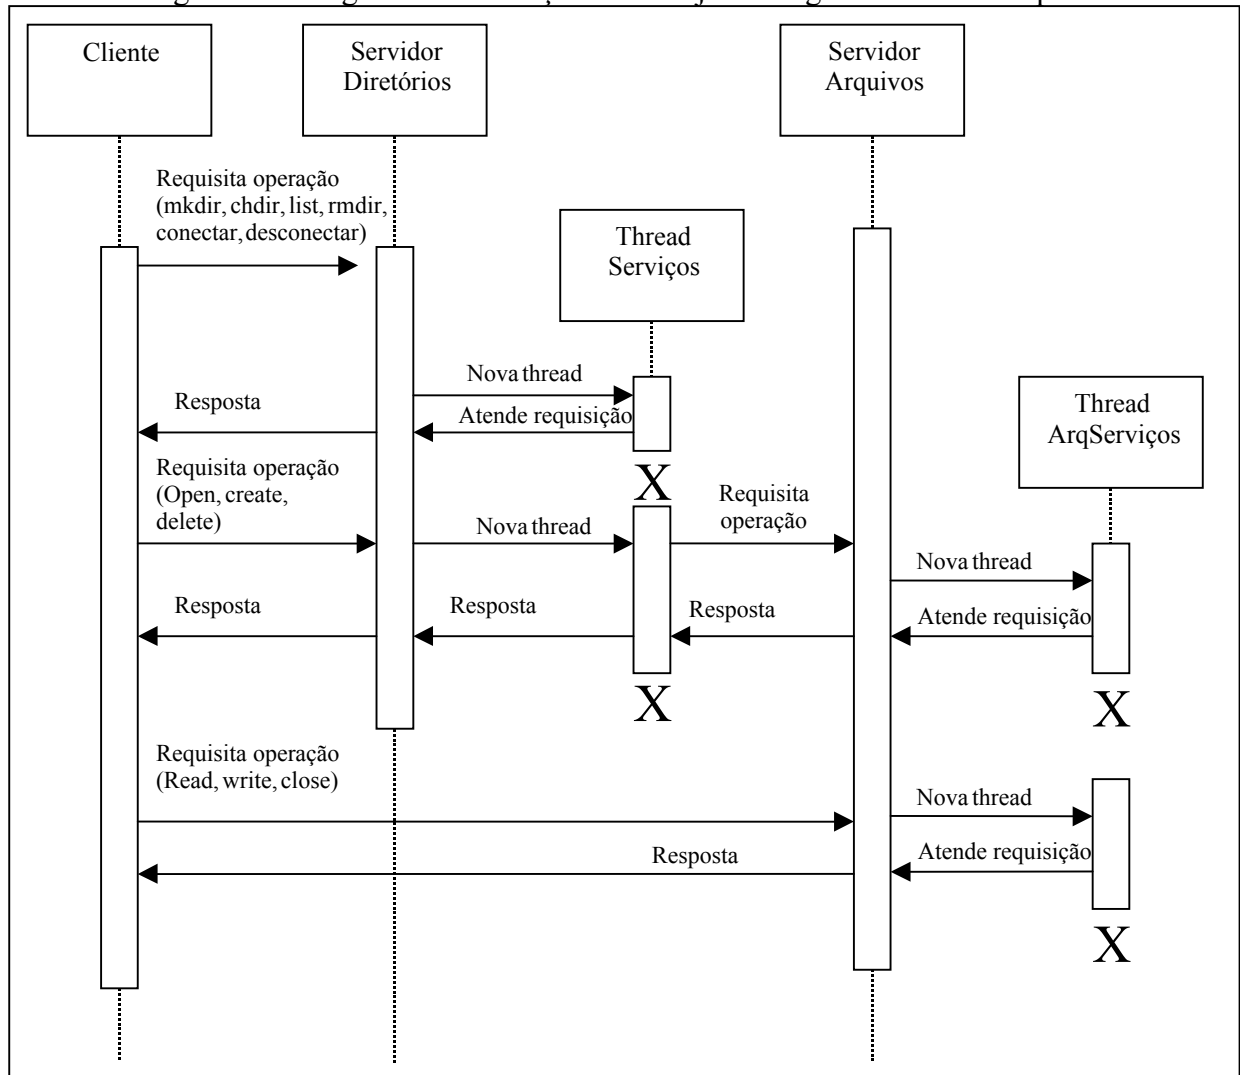 Cliente
Servidor
Diretórios
Servidor
Arquivos
Requisita operação
(mkdir, chdir, list, rmdir,
conectar, desconectar)
Thread
Serviços
Nova thread
Resposta
Atende requisição
Thread
ArqServiços
Requisita operação
(Open, create,
delete)
X
Requisita
operação
Nova thread
Nova thread
Resposta
Resposta
Resposta
Atende requisição
X
X
Requisita operação
(Read, write, close)
Nova thread
Resposta
Atende requisição
X